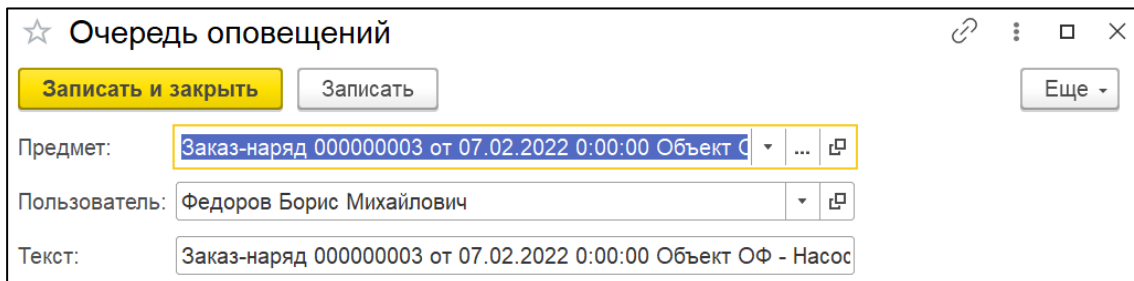 Очередь оповещений
Записать и закрыть Записать Еще
Предмет: Заказ-наряд 000000003 от 07.02.2022 0:00:00 Объект ...
Пользователь: Федоров Борис Михайлович
Текст: Заказ-наряд 000000003 от 07.02.2022 0:00:00 Объект ОФ - Насос